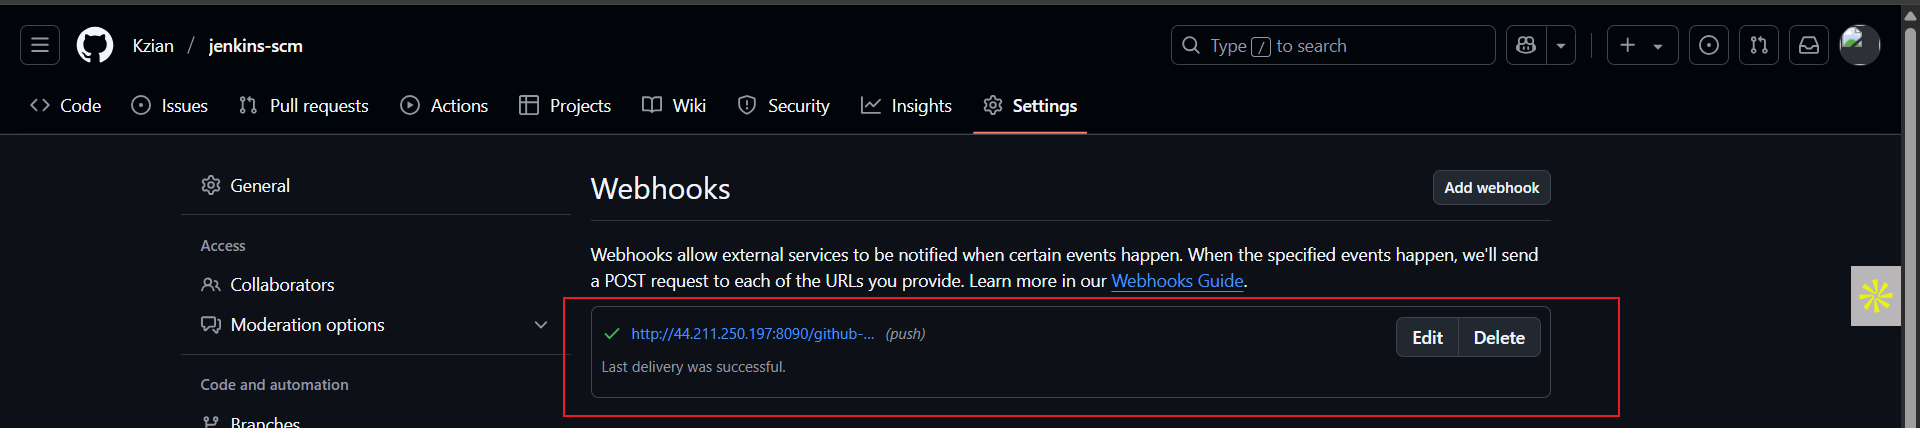 Kzian / jenkins-scm
Type / to search
Code
Issues
Pull requests
Actions
Projects
Wiki
Security
Insights
Settings
General
Access
Collaborators
Moderation options
Code and automation
Branches
Webhooks
Add webhook
Webhooks allow external services to be notified when certain events happen. When the specified events happen, we'll send
a POST request to each of the URLs you provide. Learn more in our Webhooks Guide.
http://44.211.250.197:8090/github-... (push)
Edit
Delete
Last delivery was successful.